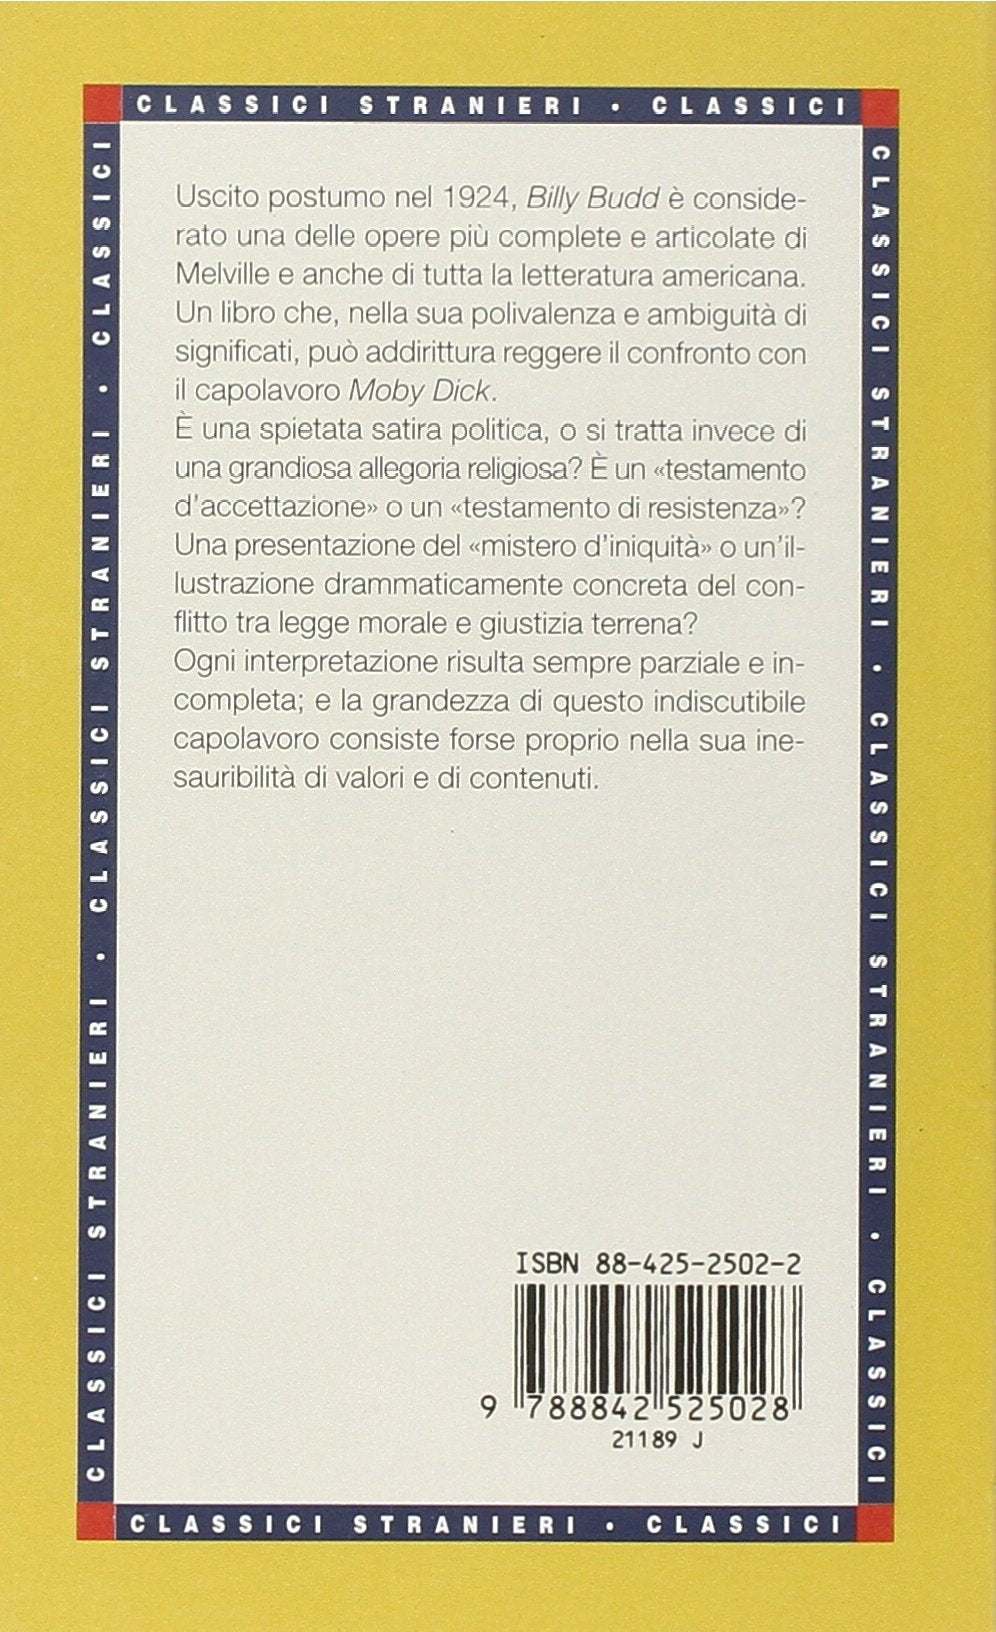 CLASSICI STRANIERI • CLASSICI
CLASSICI STRANIERI • CLASSICI STRANIERI • CLASSICI
CLASSICI STRANIERI • CLASSICI STRANIERI • CLASSICI
Uscito postumo nel 1924, Billy Budd è conside-
rato una delle opere più complete e articolate di
Melville e anche di tutta la letteratura americana.
Un libro che, nella sua polivalenza e ambiguità di
significati, può addirittura reggere il confronto con
il capolavoro Moby Dick.
È una spietata satira politica, o si tratta invece di
una grandiosa allegoria religiosa? È un «testamento
d'accettazione» o un «testamento di resistenza»?
Una presentazione del «mistero d'iniquità» o un'il-
lustrazione drammaticamente concreta del con-
flitto tra legge morale e giustizia terrena?
Ogni interpretazione risulta sempre parziale e in-
completa; e la grandezza di questo indiscutibile
capolavoro consiste forse proprio nella sua ine-
sauribilità di valori e di contenuti.
ISBN 88-425-2502-2
9 788842 525028
21189 J
CLASSICI STRANIERI • CLASSICI